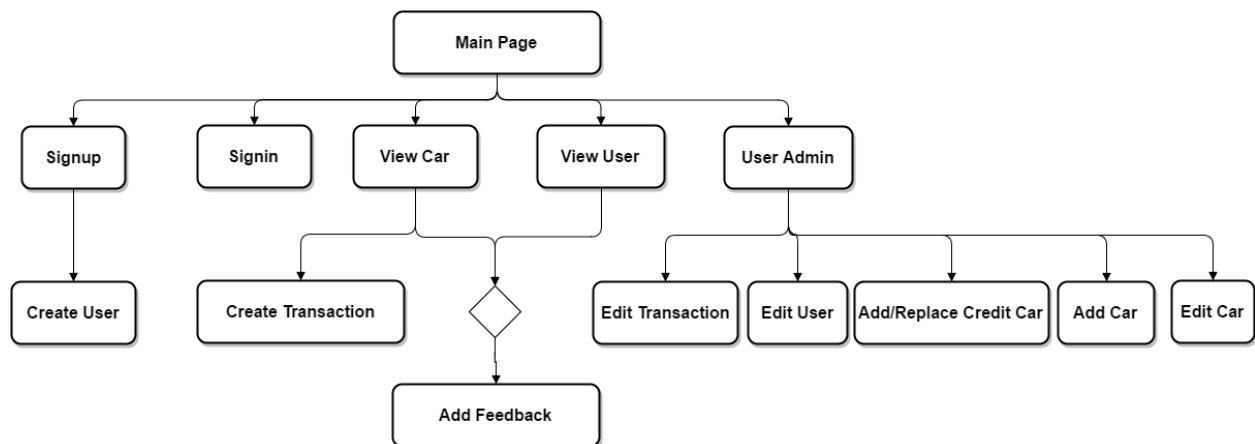 Main Page
Signup
Signin
View Car
View User
User Admin
Create User
Create Transaction
Edit Transaction
Edit User
Add/Replace Credit Car
Add Car
Edit Car
Add Feedback